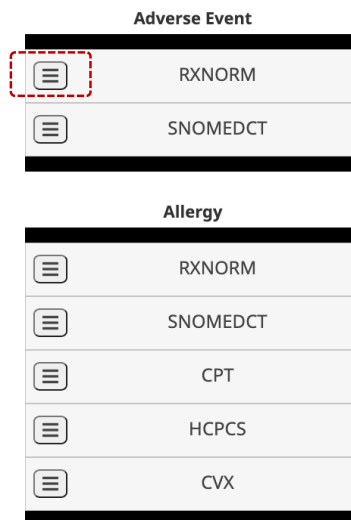 Adverse Event
RXNORM
SNOMEDCT
Allergy
RXNORM
SNOMEDCT
CPT
HCPCS
CVX